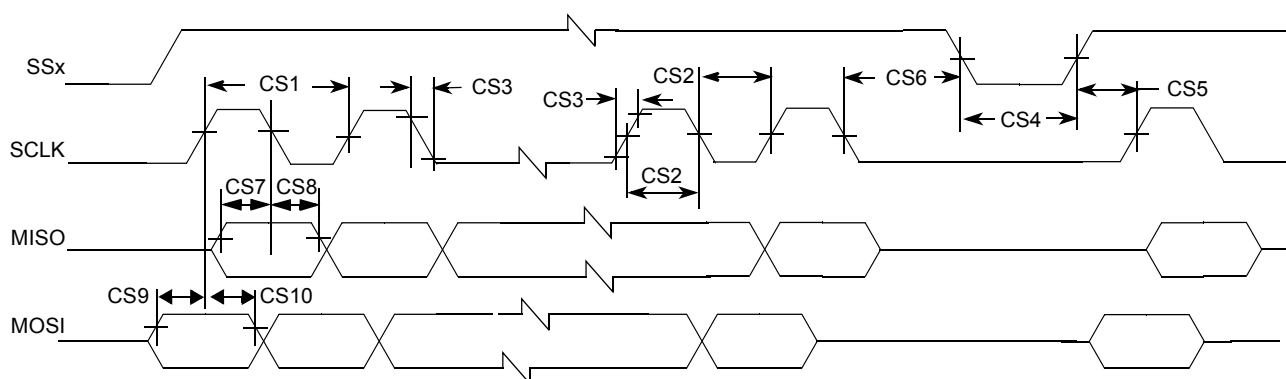 SSx
CS1
CS3
CS3
CS2
CS6
CS5
CS4
SCLK
CS2
CS7
CS8
MISO
CS9
CS10
MOSI